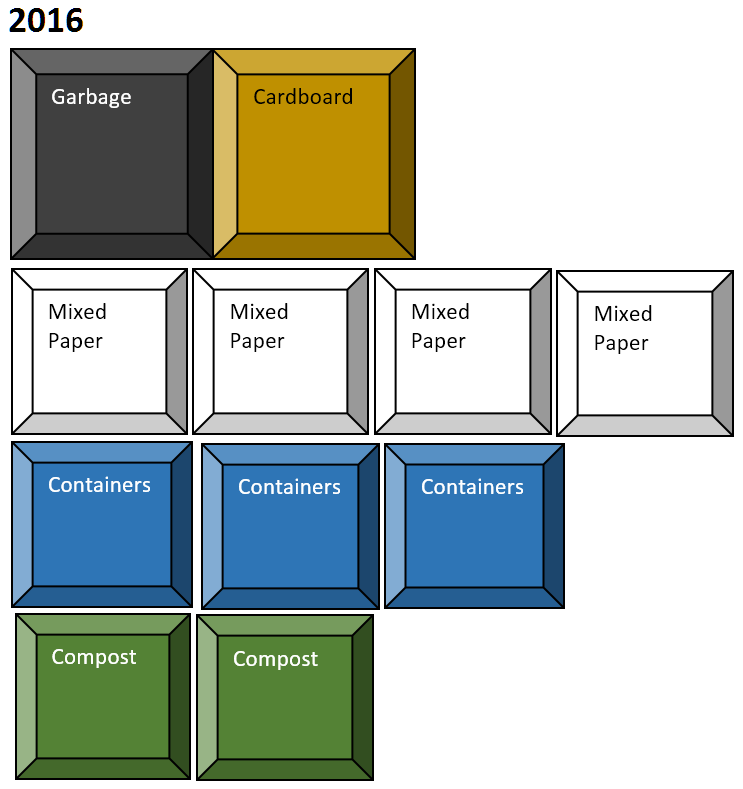 2016
Garbage
Cardboard
Mixed
Paper
Mixed
Paper
Mixed
Paper
Mixed
Paper
Containers
Containers
Containers
Compost
Compost